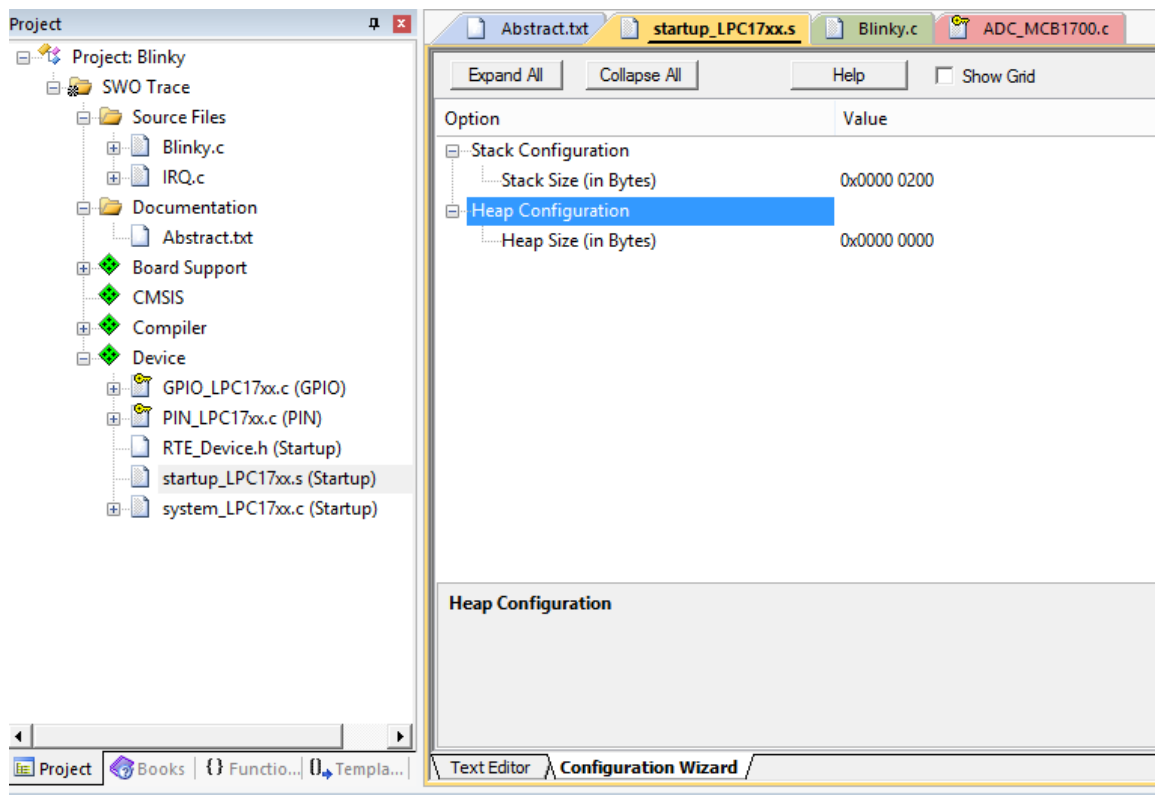 Project
Project: Blinky
SWO Trace
Source Files
Blinky.c
IRQ.c
Documentation
Abstract.txt
Board Support
CMSIS
Compiler
Device
GPIO_LPC17xx.c (GPIO)
PIN_LPC17xx.c (PIN)
RTE_Device.h (Startup)
startup_LPC17xx.s (Startup)
system_LPC17xx.c (Startup)
Project Books {} Functio... 0 Templa...
Abstract.txt startup_LPC17xx.s Blinky.c ADC_MCB1700.c
Expand All Collapse All Help Show Grid
Option Value
Stack Configuration
Stack Size (in Bytes) 0x0000 0200
Heap Configuration
Heap Size (in Bytes) 0x0000 0000
Heap Configuration
Text Editor Configuration Wizard